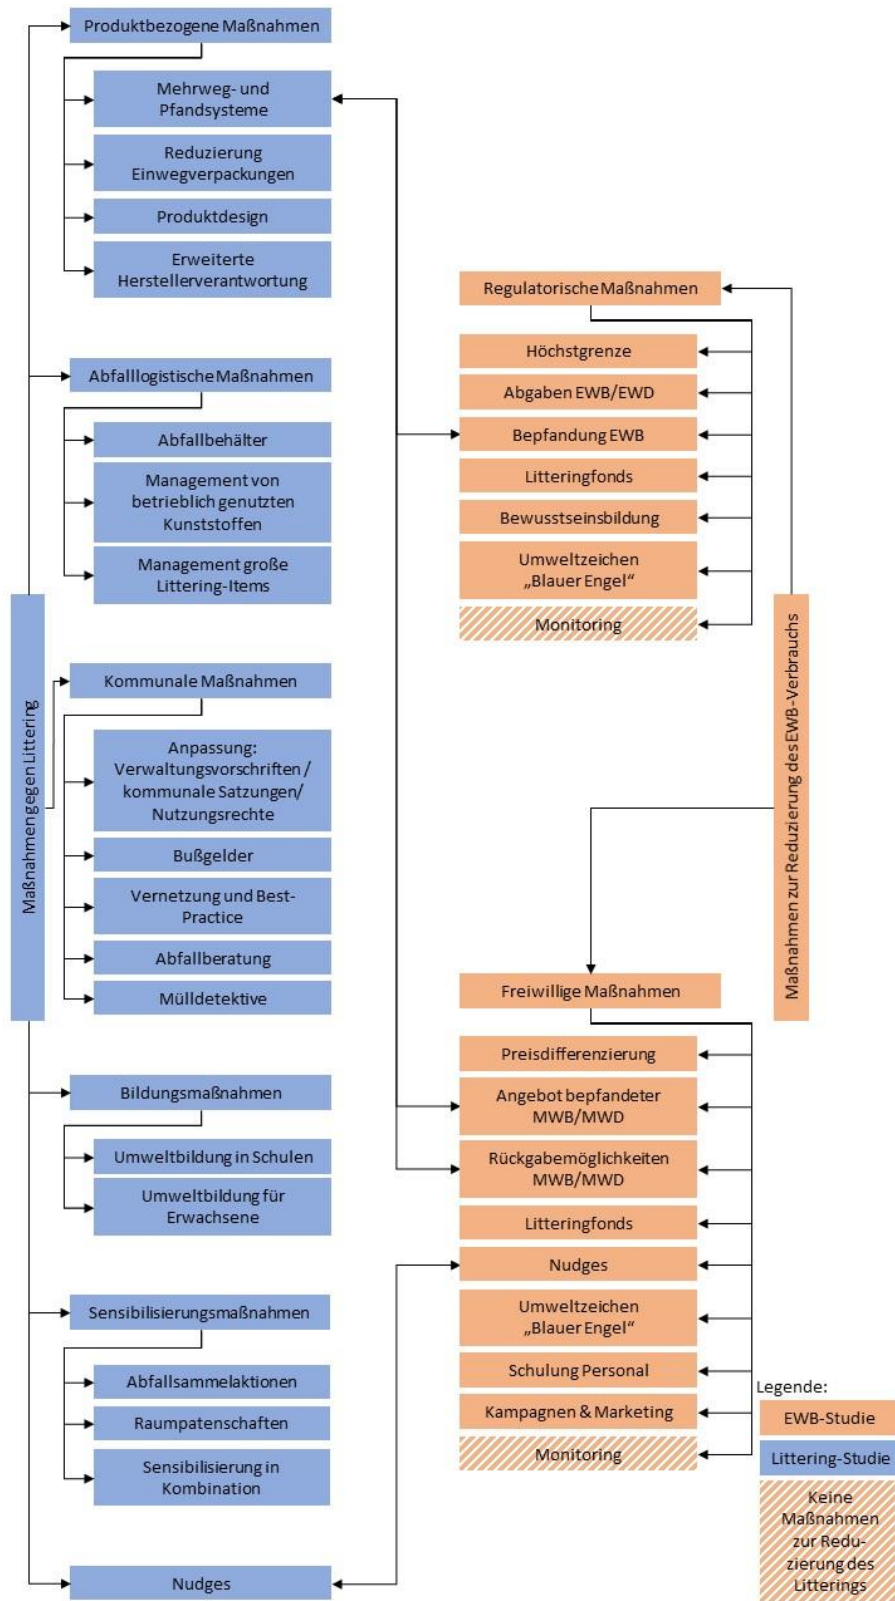 Maßnahmen gegen Littering
Produktbezogene Maßnahmen
Mehrweg- und
Pfandsysteme
Reduzierung
Einwegverpackungen
Produktdesign
Erweiterte
Herstellerverantwortung
Abfalllogistische Maßnahmen
Abfallbehälter
Management von
betrieblich genutzten
Kunststoffen
Management große
Littering-Items
Kommunale Maßnahmen
Anpassung:
Verwaltungsvorschriften /
kommunale Satzungen/
Nutzungsrechte
Bußgelder
Vernetzung und Best-
Practice
Abfallberatung
Mülldetektive
Bildungsmaßnahmen
Umweltbildung in Schulen
Umweltbildung für
Erwachsene
Sensibilisierungsmaßnahmen
Abfallsammelaktionen
Raumpatenschaften
Sensibilisierung in
Kombination
Nudges
Maßnahmen zur Reduzierung des EWB-Verbrauchs
Regulatorische Maßnahmen
Höchstgrenze
Abgaben EWB/EWD
Bepfandung EWB
Litteringfonds
Bewusstseinsbildung
Umweltzeichen
„Blauer Engel“
Monitoring
Freiwillige Maßnahmen
Preisdifferenzierung
Angebot bepfandeter
MWB/MWD
Rückgabemöglichkeiten
MWB/MWD
Litteringfonds
Nudges
Umweltzeichen
„Blauer Engel“
Schulung Personal
Kampagnen & Marketing
Monitoring
Legende:
EWB-Studie
Littering-Studie
Keine
Maßnahmen
zur Redu-
zierung des
Litterings